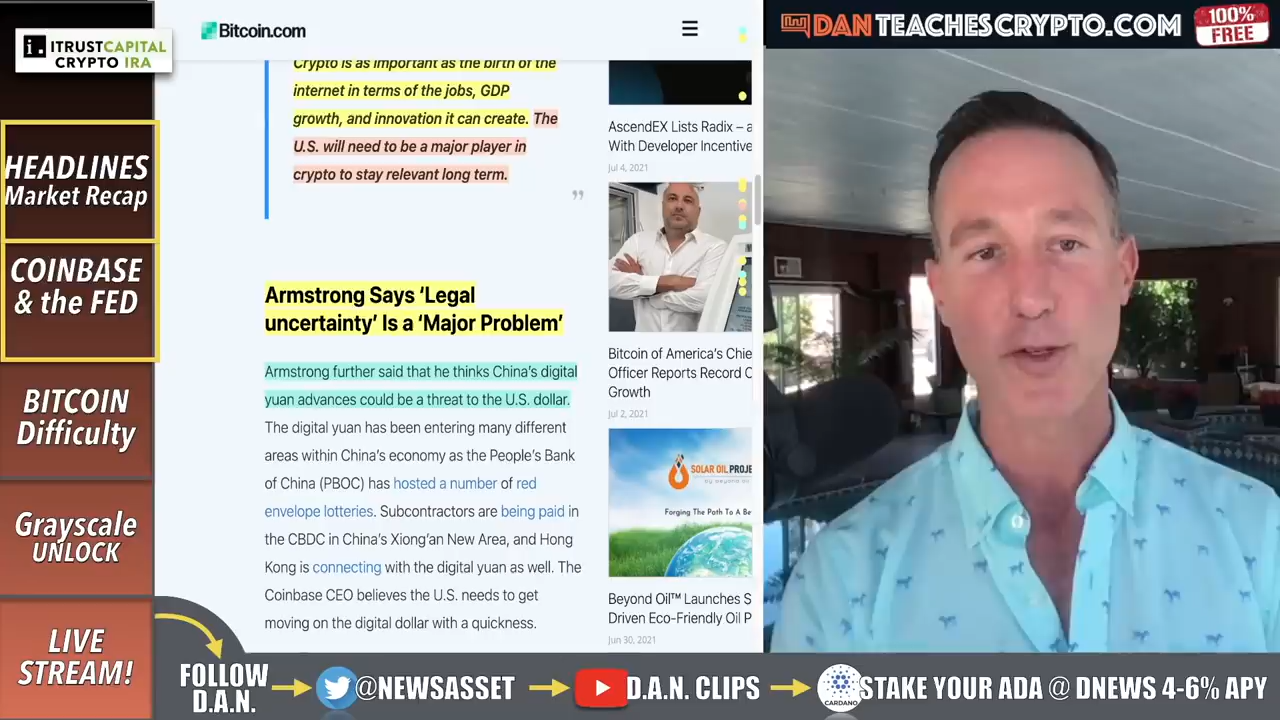 i.
ITRUSTCAPITAL
CRYPTO IRA
HEADLINES
Market Recap
COINBASE
& the FED
BITCOIN
Difficulty
Grayscale
UNLOCK
LIVE
STREAM!
Bitcoin.com
Crypto is as important as the birth of the
internet in terms of the jobs, GDP
growth, and innovation it can create. The
U.S. will need to be a major player in
crypto to stay relevant long term.
”
Armstrong Says ‘Legal
uncertainty’ Is a ‘Major Problem’
Armstrong further said that he thinks China’s digital
yuan advances could be a threat to the U.S. dollar.
The digital yuan has been entering many different
areas within China’s economy as the People’s Bank
of China (PBOC) has hosted a number of red
envelope lotteries. Subcontractors are being paid in
the CBDC in China’s Xiong’an New Area, and Hong
Kong is connecting with the digital yuan as well. The
Coinbase CEO believes the U.S. needs to get
moving on the digital dollar with a quickness.
AscendEX Lists Radix – a
With Developer Incentive
Jul 4, 2021
Bitcoin of America’s Chie
Officer Reports Record C
Growth
Jul 2, 2021
SOLAR OIL PROJE
by beyond oil
Forging The Path To A Be
Beyond Oil™ Launches S
Driven Eco-Friendly Oil P
Jun 30, 2021
DANTEACHESCRYPTO.COM
100%
FREE
FOLLOW
D.A.N.
@NEWSASSET
D.A.N. CLIPS
CARDANO
STAKE YOUR ADA @ DNEWS 4-6% APY